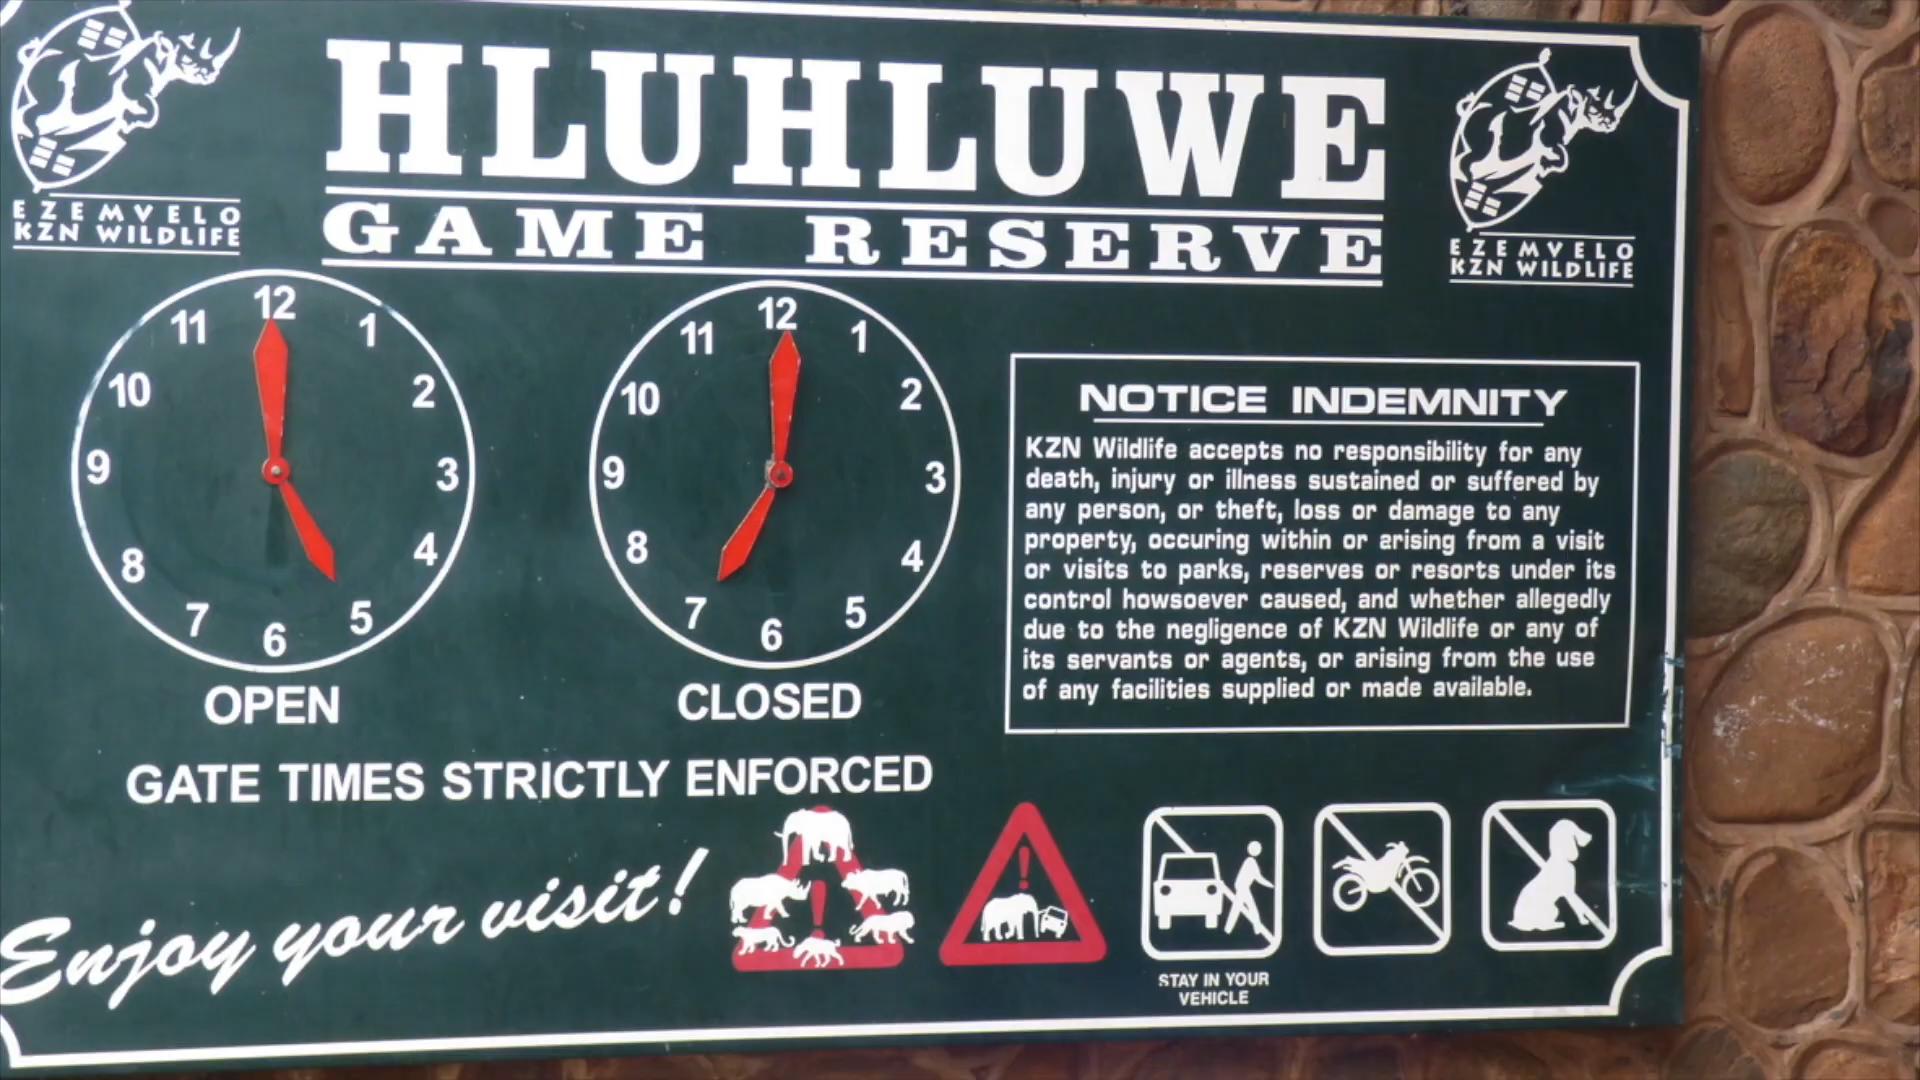 HLUHLUWE
GAME RESERVE
EZEMVELO
KZN WILDLIFE
EZEMVELO
KZN WILDLIFE
12
1
2
3
4
5
6
7
8
9
10
11
OPEN
12
1
2
3
4
5
6
7
8
9
10
11
CLOSED
GATE TIMES STRICTLY ENFORCED
NOTICE INDEMNITY
KZN Wildlife accepts no responsibility for any
death, injury or illness sustained or suffered by
any person, or theft, loss or damage to any
property, occuring within or arising from a visit
or visits to parks, reserves or resorts under its
control howsoever caused, and whether allegedly
due to the negligence of KZN Wildlife or any of
its servants or agents, or arising from the use
of any facilities supplied or made available.
Enjoy your visit!
!
!
STAY IN YOUR
VEHICLE